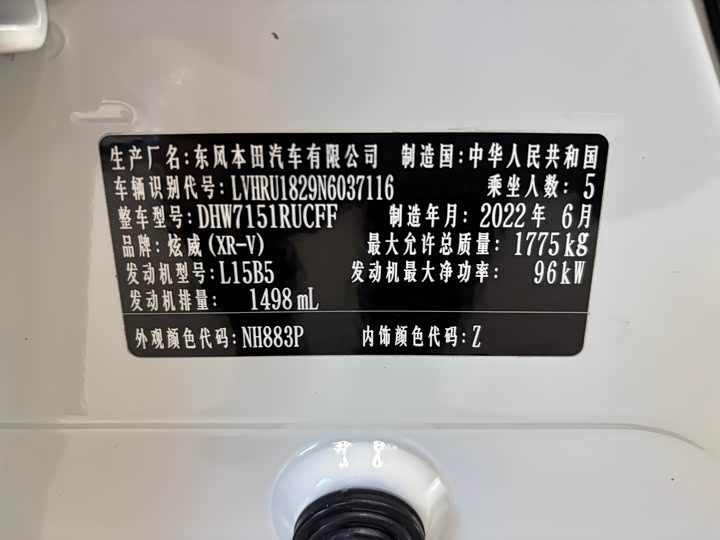 生产厂名:东风本田汽车有限公司 制造国:中华人民共和国
车辆识别代号: LVHRU1829N6037116 乘坐人数: 5
整车型号: DHW7151RUCFF 制造年月: 2022年 6月
品牌: 炫威(XR-V) 最大允许总质量: 1775kg
发动机型号: L15B5 发动机最大净功率: 96kW
发动机排量: 1498 mL
外观颜色代码: NH883P 内饰颜色代码: Z